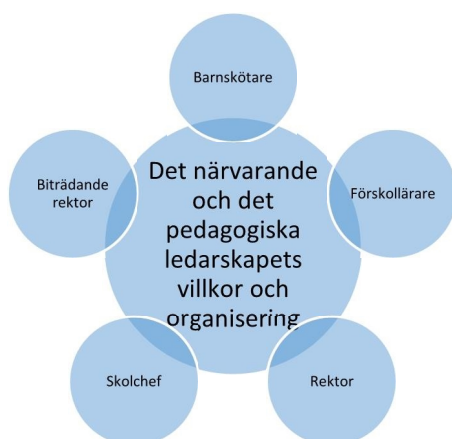 Barnskötare
Det närvarande
och det
pedagogiska
ledarskapets
villkor och
organisering
Biträdande
rektor
Förskollärare
Skolchef
Rektor